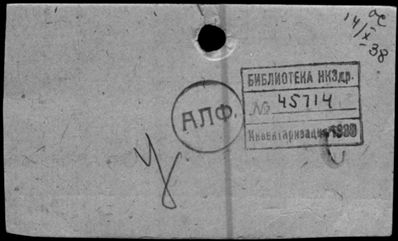 14/X-38
БИБЛИОТЕКА НКЗдр.
№ 45714
Инвентаризация 1938
АЛФ.
У